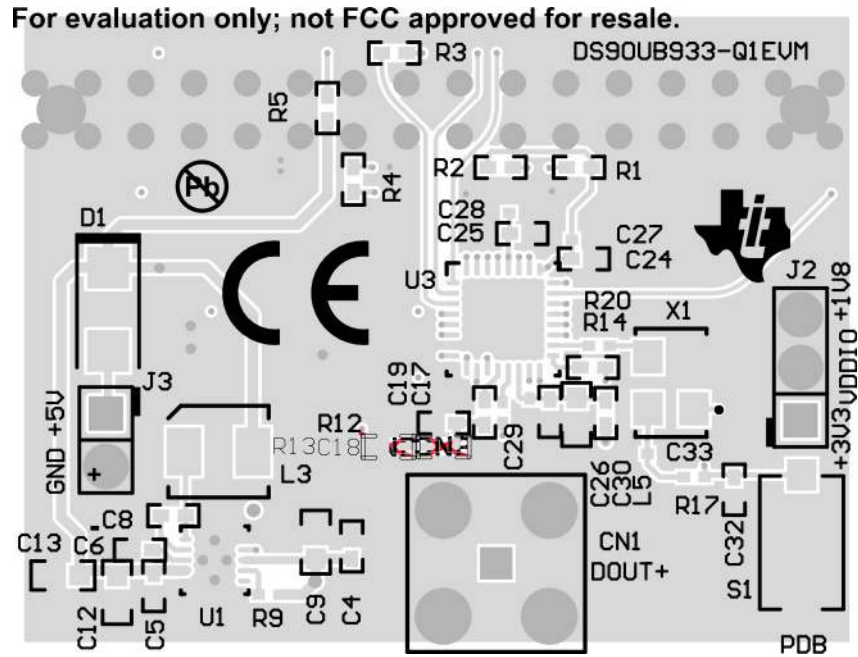 For evaluation only; not FCC approved for resale.
R3
DS90UB933-Q1EVM
R5
R4
R2
R1
Pb
D1
C28
C25
C27
C24
U3
J2
+1V8
VDDIO
+3V3
R20
R14
X1
CE
J3
GND +5V
+
C19
C17
R12
R13
C18
L3
C29
C33
C26
C30
L5
R17
C32
C8
C13
C6
C12
C5
U1
R9
C9
C4
CN1
DOUT+
S1
PDB